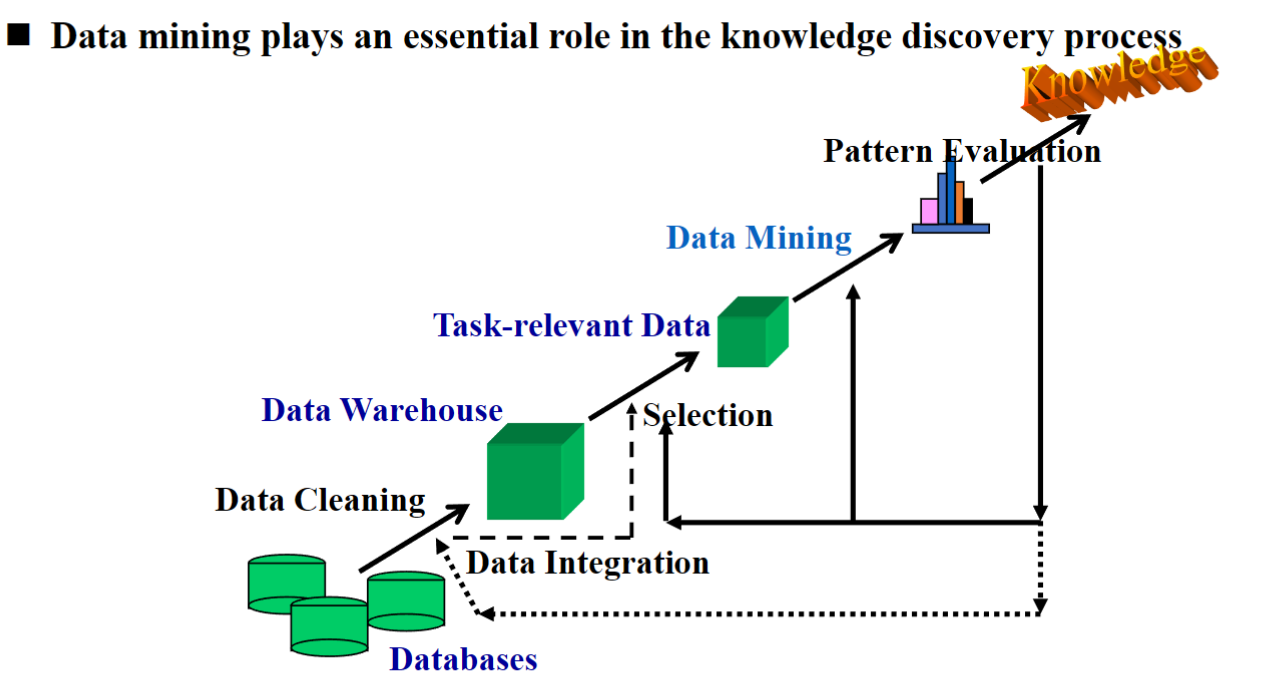 ■ Data mining plays an essential role in the knowledge discovery process
Knowledge
Pattern Evaluation
Data Mining
Task-relevant Data
Data Warehouse
Selection
Data Cleaning
Data Integration
Databases